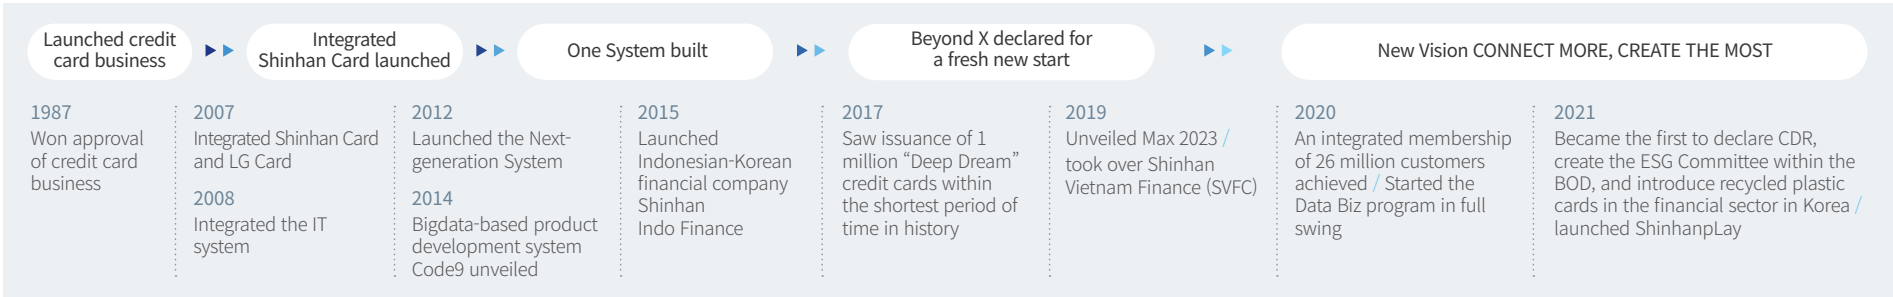 Launched credit
card business
Integrated
Shinhan Card launched
One System built
Beyond X declared for
a fresh new start
New Vision CONNECT MORE, CREATE THE MOST
1987
Won approval
of credit card
business
2007
Integrated Shinhan Card
and LG Card
2008
Integrated the IT
system
2012
Launched the Next-
generation System
2014
Bigdata-based product
development system
Code9 unveiled
2015
Launched
Indonesian-Korean
financial company
Shinhan
Indo Finance
2017
Saw issuance of 1
million “Deep Dream”
credit cards within
the shortest period of
time in history
2019
Unveiled Max 2023 /
took over Shinhan
Vietnam Finance (SVFC)
2020
An integrated membership
of 26 million customers
achieved / Started the
Data Biz program in full
swing
2021
Became the first to declare CDR,
create the ESG Committee within the
BOD, and introduce recycled plastic
cards in the financial sector in Korea /
launched ShinhanpLay